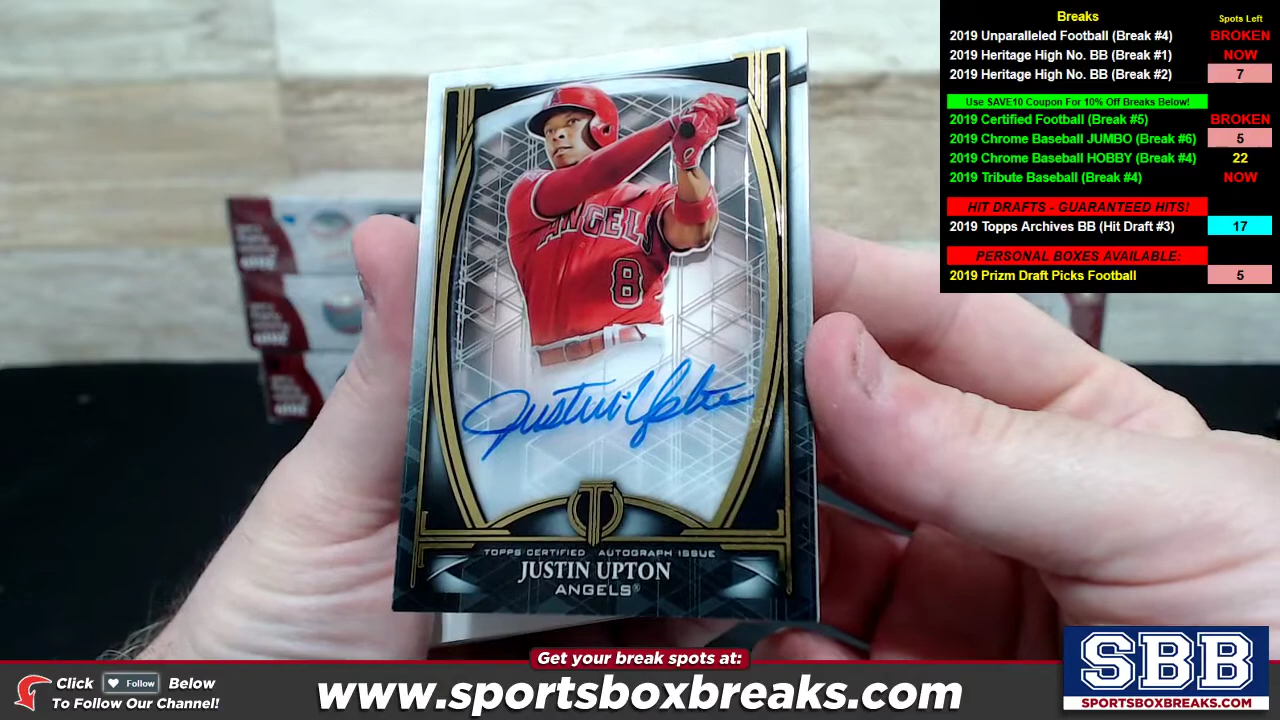 Breaks Spots Left
2019 Unparalleled Football (Break #4) BROKEN
2019 Heritage High No. BB (Break #1) NOW
2019 Heritage High No. BB (Break #2) 7
Use SAVE10 Coupon For 10% Off Breaks Below!
2019 Certified Football (Break #5) BROKEN
2019 Chrome Baseball JUMBO (Break #6) 5
2019 Chrome Baseball HOBBY (Break #4) 22
2019 Tribute Baseball (Break #4) NOW
HIT DRAFTS - GUARANTEED HITS!
2019 Topps Archives BB (Hit Draft #3) 17
PERSONAL BOXES AVAILABLE:
2019 Prizm Draft Picks Football 5
ANGELS
8
Justin Upton
TOPPS CERTIFIED AUTOGRAPH ISSUE
JUSTIN UPTON
ANGELS®
Get your break spots at:
Click Follow Below
To Follow Our Channel!
www.sportsboxbreaks.com
SBB
SPORTSBOXBREAKS.COM